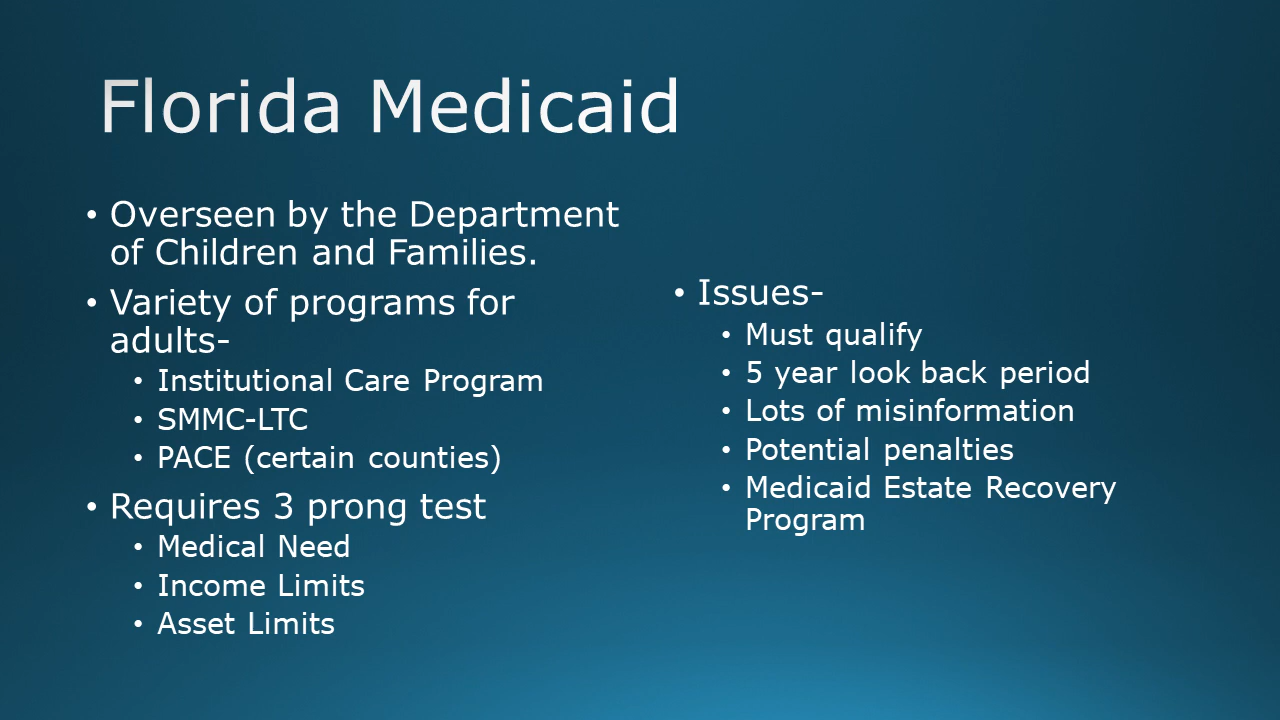 Florida Medicaid
• Overseen by the Department
of Children and Families.
• Variety of programs for
adults-
• Institutional Care Program
• SMMC-LTC
• PACE (certain counties)
• Requires 3 prong test
• Medical Need
• Income Limits
• Asset Limits
• Issues-
• Must qualify
• 5 year look back period
• Lots of misinformation
• Potential penalties
• Medicaid Estate Recovery
Program